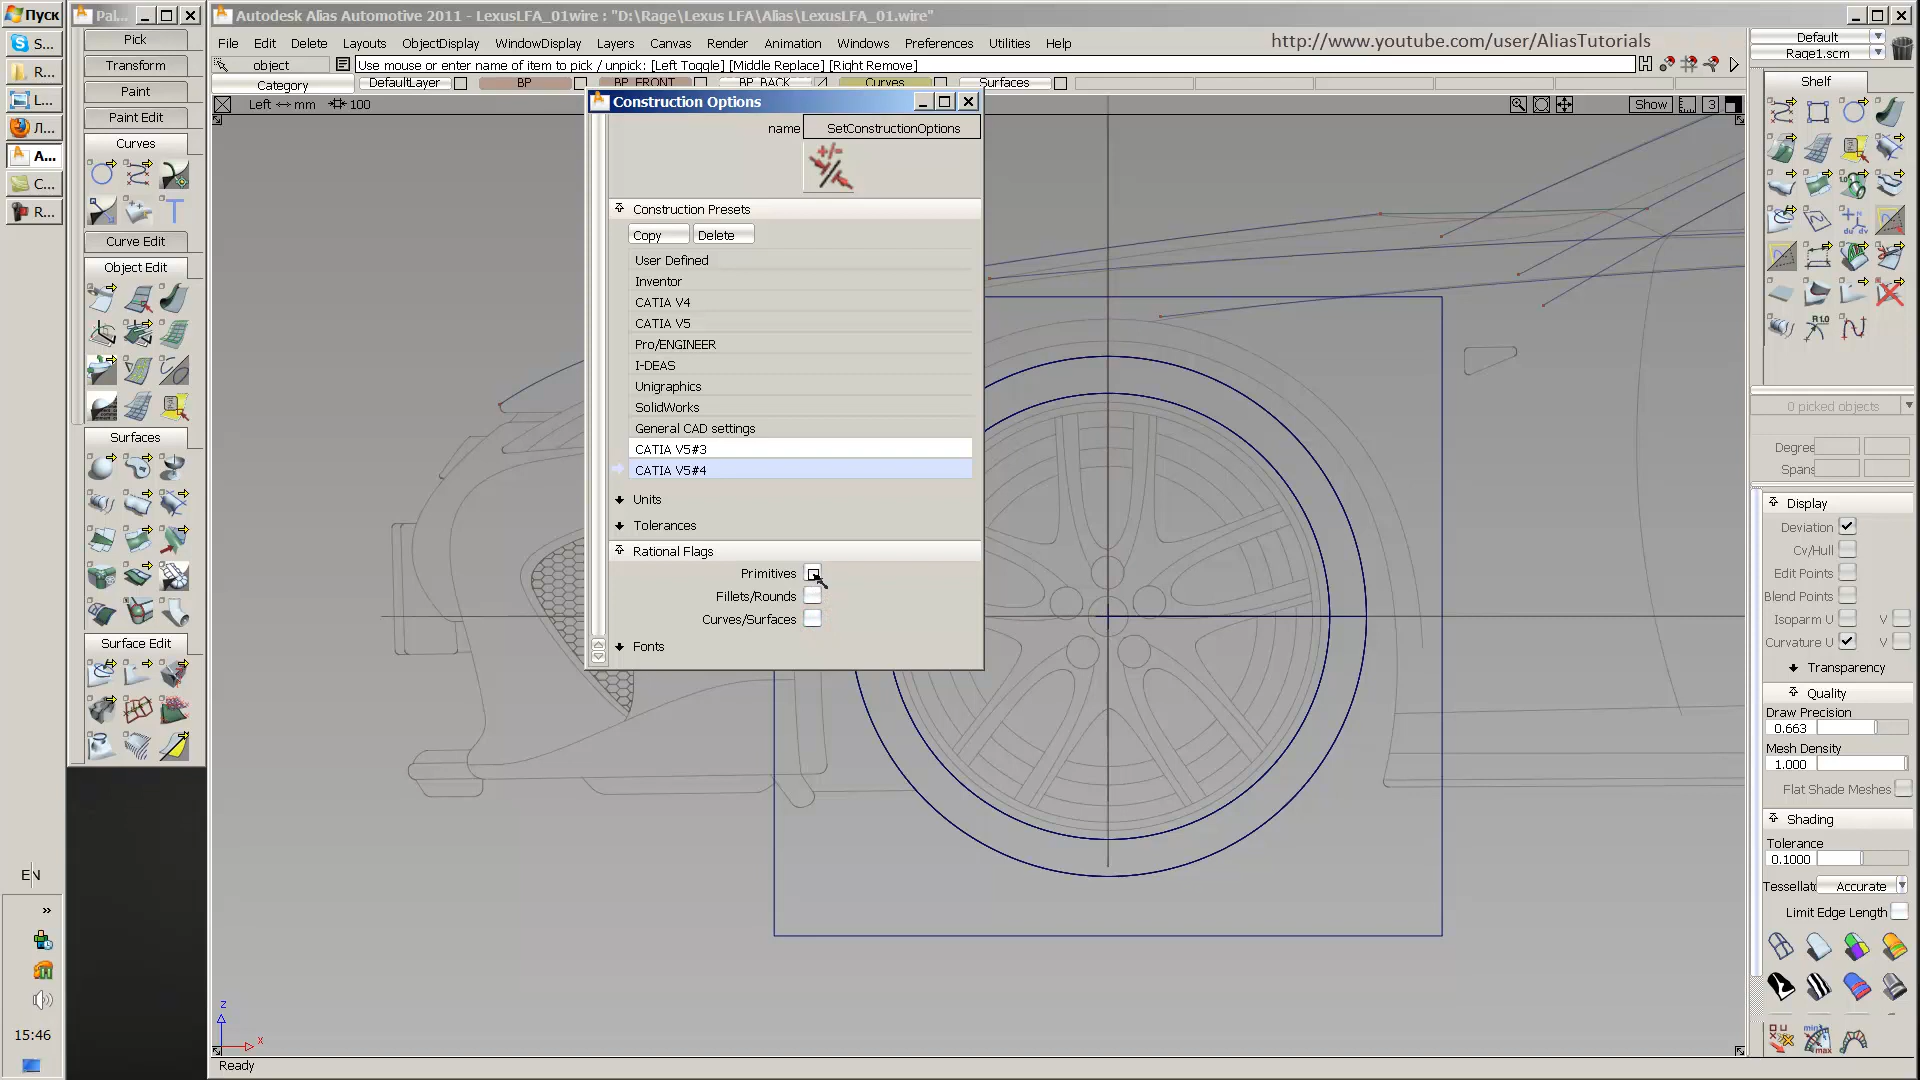 Пуск
S...
R...
L...
Л...
A...
C...
R...
EN
»
15:46
Pal...
Pick
Transform
Paint
Paint Edit
Curves
Curve Edit
Object Edit
Surfaces
Surface Edit
Autodesk Alias Automotive 2011 - LexusLFA_01wire : "D:\Rage\Lexus LFA\Alias\LexusLFA_01.wire"
File Edit Delete Layouts ObjectDisplay WindowDisplay Layers Canvas Render Animation Windows Preferences Utilities Help
http://www.youtube.com/user/AliasTutorials
object
Use mouse or enter name of item to pick / unpick: [Left Toggle] [Middle Replace] [Right Remove]
Category DefaultLayer BP BP_FRONT BP_BACK Curves Surfaces
Left mm 100
Show 3
Construction Options
name SetConstructionOptions
Construction Presets
Copy Delete
User Defined
Inventor
CATIA V4
CATIA V5
Pro/ENGINEER
I-DEAS
Unigraphics
SolidWorks
General CAD settings
CATIA V5#3
CATIA V5#4
Units
Tolerances
Rational Flags
Primitives
Fillets/Rounds
Curves/Surfaces
Fonts
z
x
Ready
Default
Rage1.scm
Shelf
0 picked objects
Degree
Spans
Display
Deviation
Cv/Hull
Edit Points
Blend Points
Isoparm U V
Curvature U V
Transparency
Quality
Draw Precision
0.663
Mesh Density
1.000
Flat Shade Meshes
Shading
Tolerance
0.1000
Tessellat Accurate
Limit Edge Length